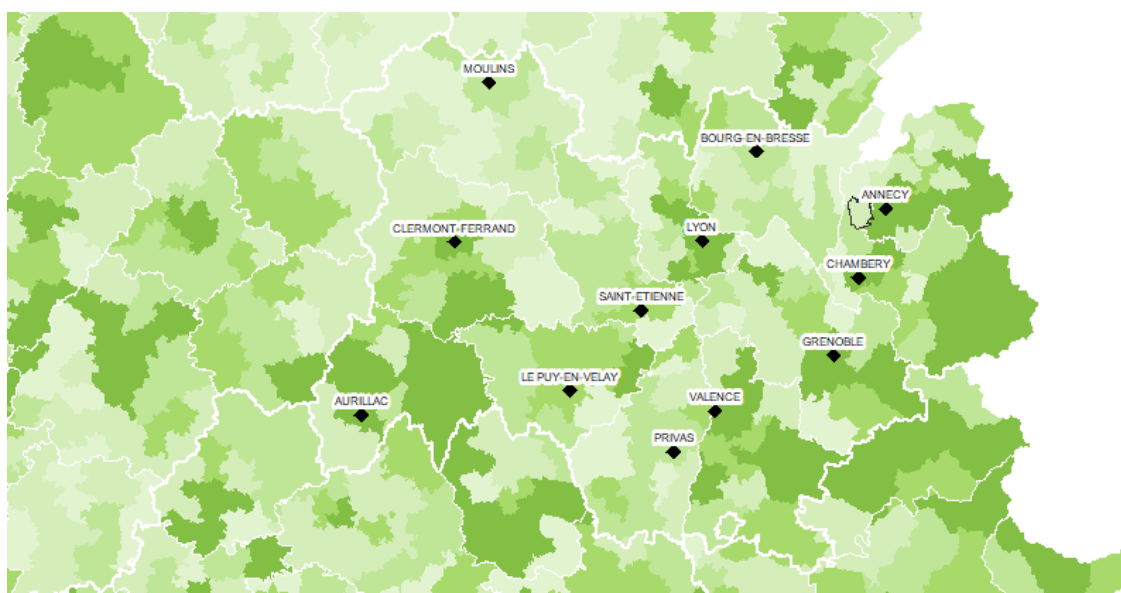 MOULINS
BOURG-EN-BRESSE
ANNECY
CLERMONT-FERRAND
LYON
CHAMBERY
SAINT-ETIENNE
GRENOBLE
LE PUY-EN-VELAY
AURILLAC
VALENCE
PRIVAS